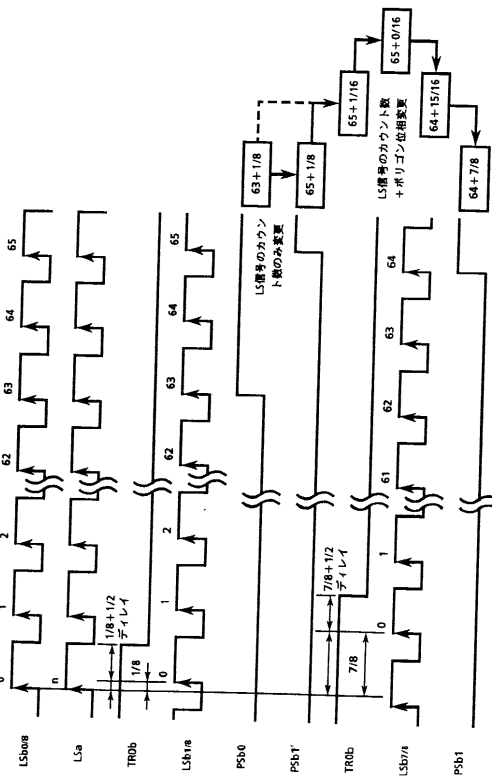 LSb0/8
0
1
2
62
63
64
65
LSa
n
TROb
1/8+1/2
ディレイ
1/8
LSb1/8
0
1
2
62
63
64
65
PSb0
63+1/8
LS信号のカウン
ト数のみ変更
PSb1'
65+1/8
TROb
7/8+1/2
ディレイ
7/8
65+1/16
65+0/16
LS信号のカウント数
+ポリゴン位相変更
64+15/16
LSb7/8
0
1
61
62
63
64
PSb1
64+7/8